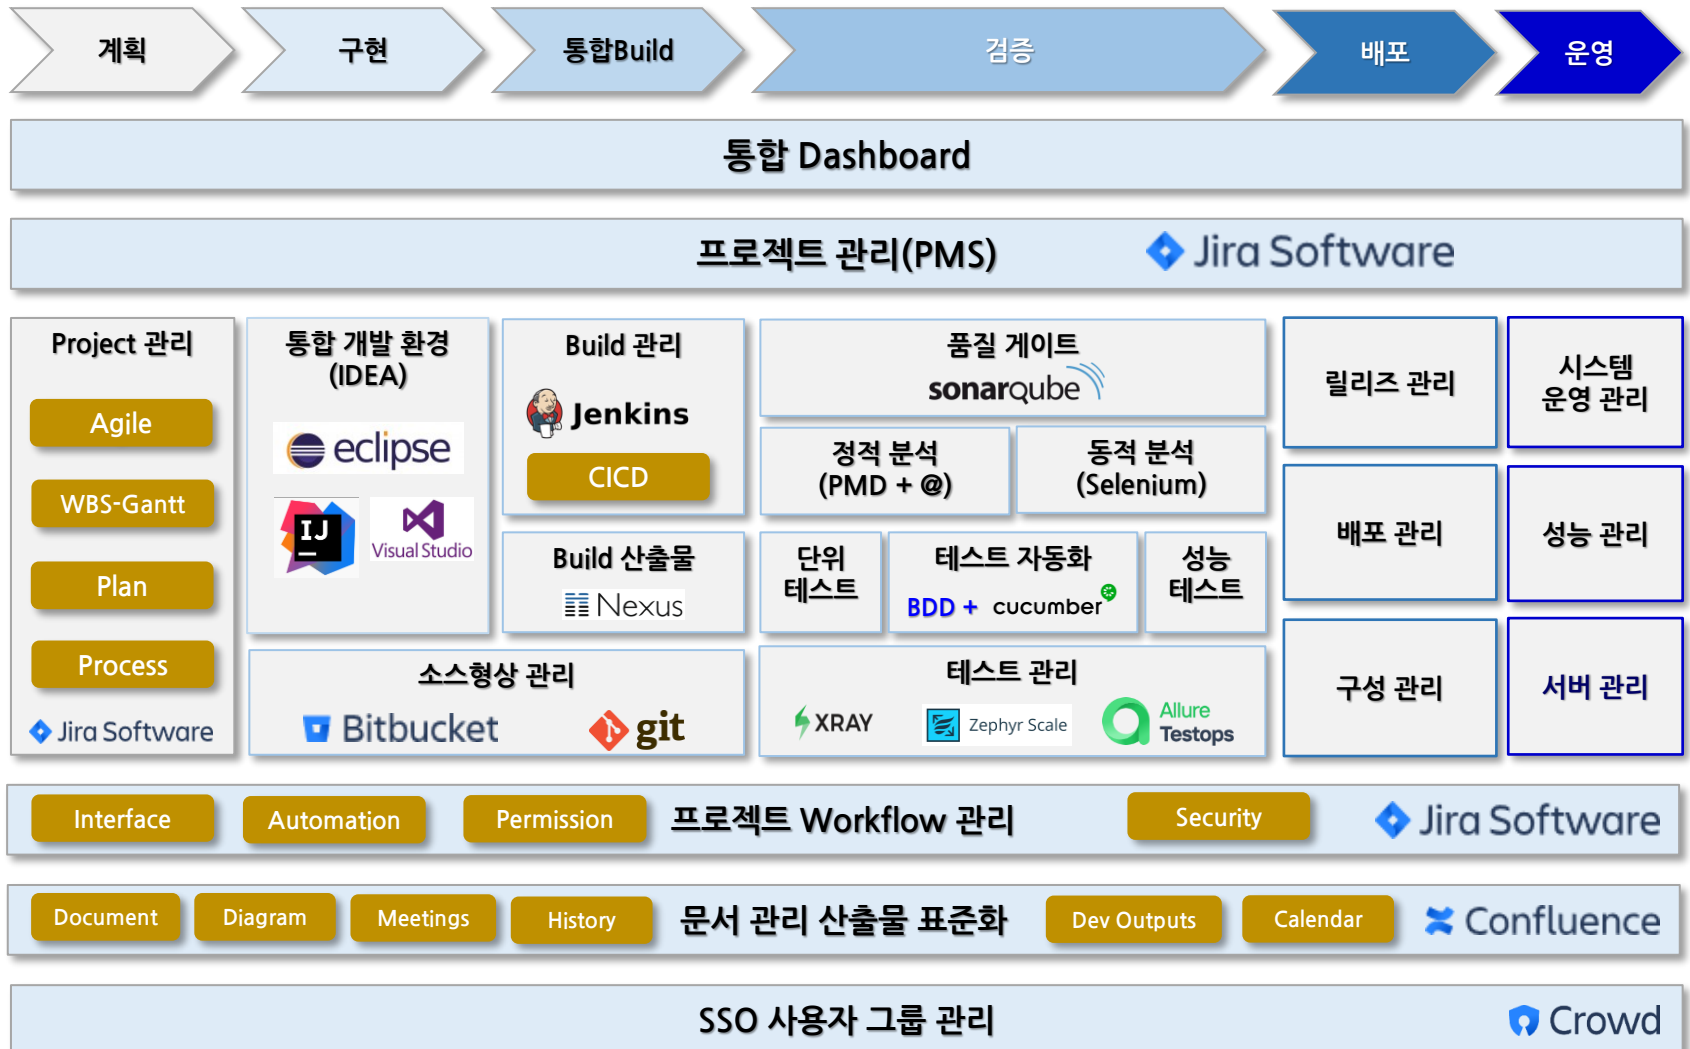 계획
구현
통합Build
검증
배포
운영
통합 Dashboard
프로젝트 관리(PMS)
Jira Software
Project 관리
Agile
WBS-Gantt
Plan
Process
Jira Software
통합 개발 환경
(IDEA)
eclipse
IJ
Visual Studio
Build 관리
Jenkins
CICD
Build 산출물
Nexus
소스형상 관리
Bitbucket
git
품질 게이트
sonarqube
정적 분석
(PMD + @)
동적 분석
(Selenium)
단위
테스트
테스트 자동화
BDD + cucumber
성능
테스트
테스트 관리
XRAY
Zephyr Scale
Allure
Testops
릴리즈 관리
배포 관리
구성 관리
시스템
운영 관리
성능 관리
서버 관리
Interface
Automation
Permission
프로젝트 Workflow 관리
Security
Jira Software
Document
Diagram
Meetings
History
문서 관리 산출물 표준화
Dev Outputs
Calendar
Confluence
SSO 사용자 그룹 관리
Crowd